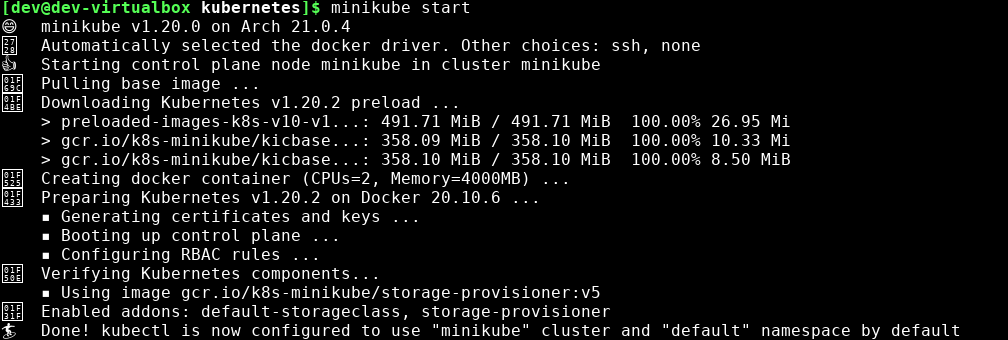 [dev@dev-virtualbox kubernetes]$ minikube start
😄 minikube v1.20.0 on Arch 21.0.4
✨ Automatically selected the docker driver. Other choices: ssh, none
👍 Starting control plane node minikube in cluster minikube
01F69C Pulling base image ...
01F4BE Downloading Kubernetes v1.20.2 preload ...
> preloaded-images-k8s-v10-v1...: 491.71 MiB / 491.71 MiB 100.00% 26.95 Mi
> gcr.io/k8s-minikube/kicbase...: 358.09 MiB / 358.10 MiB 100.00% 10.33 Mi
> gcr.io/k8s-minikube/kicbase...: 358.10 MiB / 358.10 MiB 100.00% 8.50 MiB
01F525 Creating docker container (CPUs=2, Memory=4000MB) ...
01F433 Preparing Kubernetes v1.20.2 on Docker 20.10.6 ...
▪ Generating certificates and keys ...
▪ Booting up control plane ...
▪ Configuring RBAC rules ...
01F50E Verifying Kubernetes components...
▪ Using image gcr.io/k8s-minikube/storage-provisioner:v5
01F31F Enabled addons: default-storageclass, storage-provisioner
🏄 Done! kubectl is now configured to use "minikube" cluster and "default" namespace by default